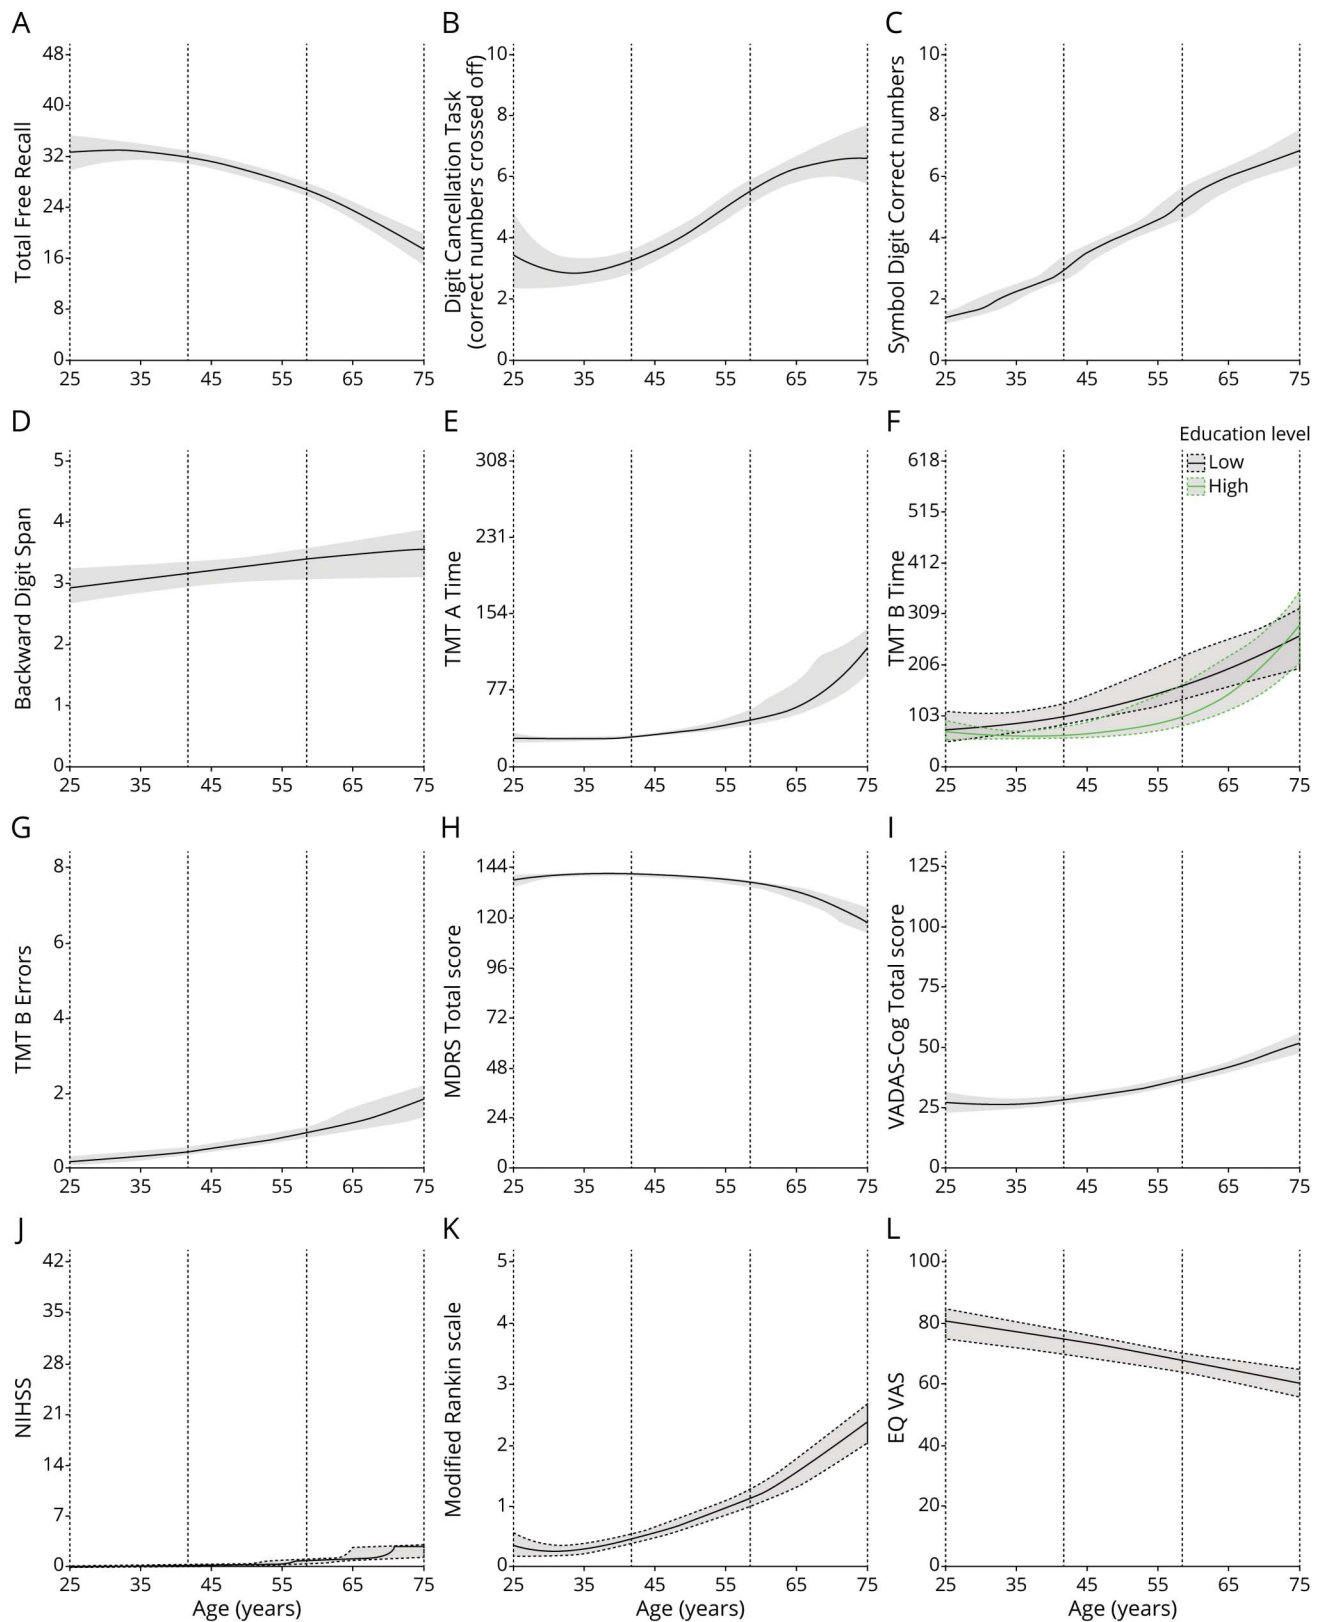 A
Total Free Recall
48
40
32
24
16
8
0
25 35 45 55 65 75
B
Digit Cancellation Task
(correct numbers crossed off)
10
8
6
4
2
0
25 35 45 55 65 75
C
Symbol Digit Correct numbers
10
8
6
4
2
0
25 35 45 55 65 75
D
Backward Digit Span
5
4
3
2
1
0
25 35 45 55 65 75
E
TMT A Time
308
231
154
77
0
25 35 45 55 65 75
F
Education level
Low
High
TMT B Time
618
515
412
309
206
103
0
25 35 45 55 65 75
G
TMT B Errors
8
6
4
2
0
25 35 45 55 65 75
H
MDRS Total score
144
120
96
72
48
24
0
25 35 45 55 65 75
I
VADAS-Cog Total score
125
100
75
50
25
0
25 35 45 55 65 75
J
NIHSS
42
35
28
21
14
7
0
25 35 45 55 65 75
Age (years)
K
Modified Rankin scale
5
4
3
2
1
0
25 35 45 55 65 75
Age (years)
L
EQ VAS
100
80
60
40
20
0
25 35 45 55 65 75
Age (years)